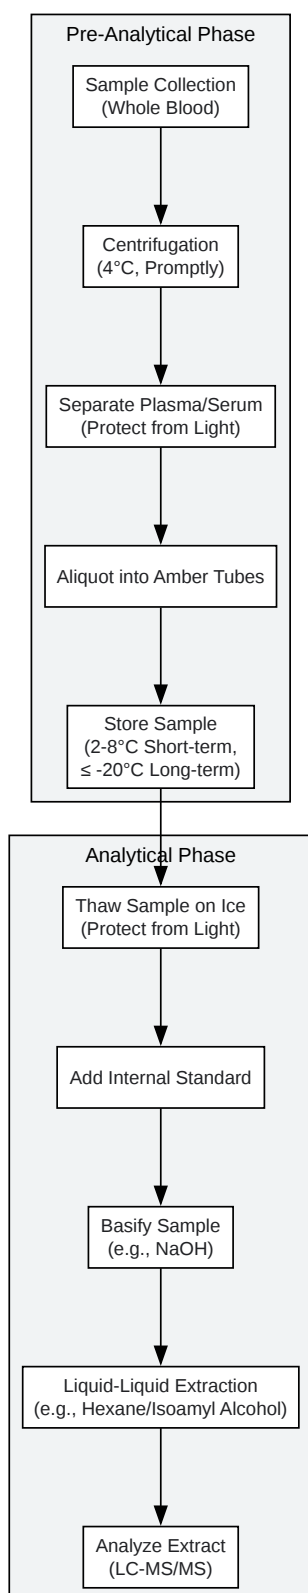 Pre-Analytical Phase
Sample Collection
(Whole Blood)
Centrifugation
(4°C, Promptly)
Separate Plasma/Serum
(Protect from Light)
Aliquot into Amber Tubes
Store Sample
(2-8°C Short-term,
≤ -20°C Long-term)
Analytical Phase
Thaw Sample on Ice
(Protect from Light)
Add Internal Standard
Basify Sample
(e.g., NaOH)
Liquid-Liquid Extraction
(e.g., Hexane/Isoamyl Alcohol)
Analyze Extract
(LC-MS/MS)